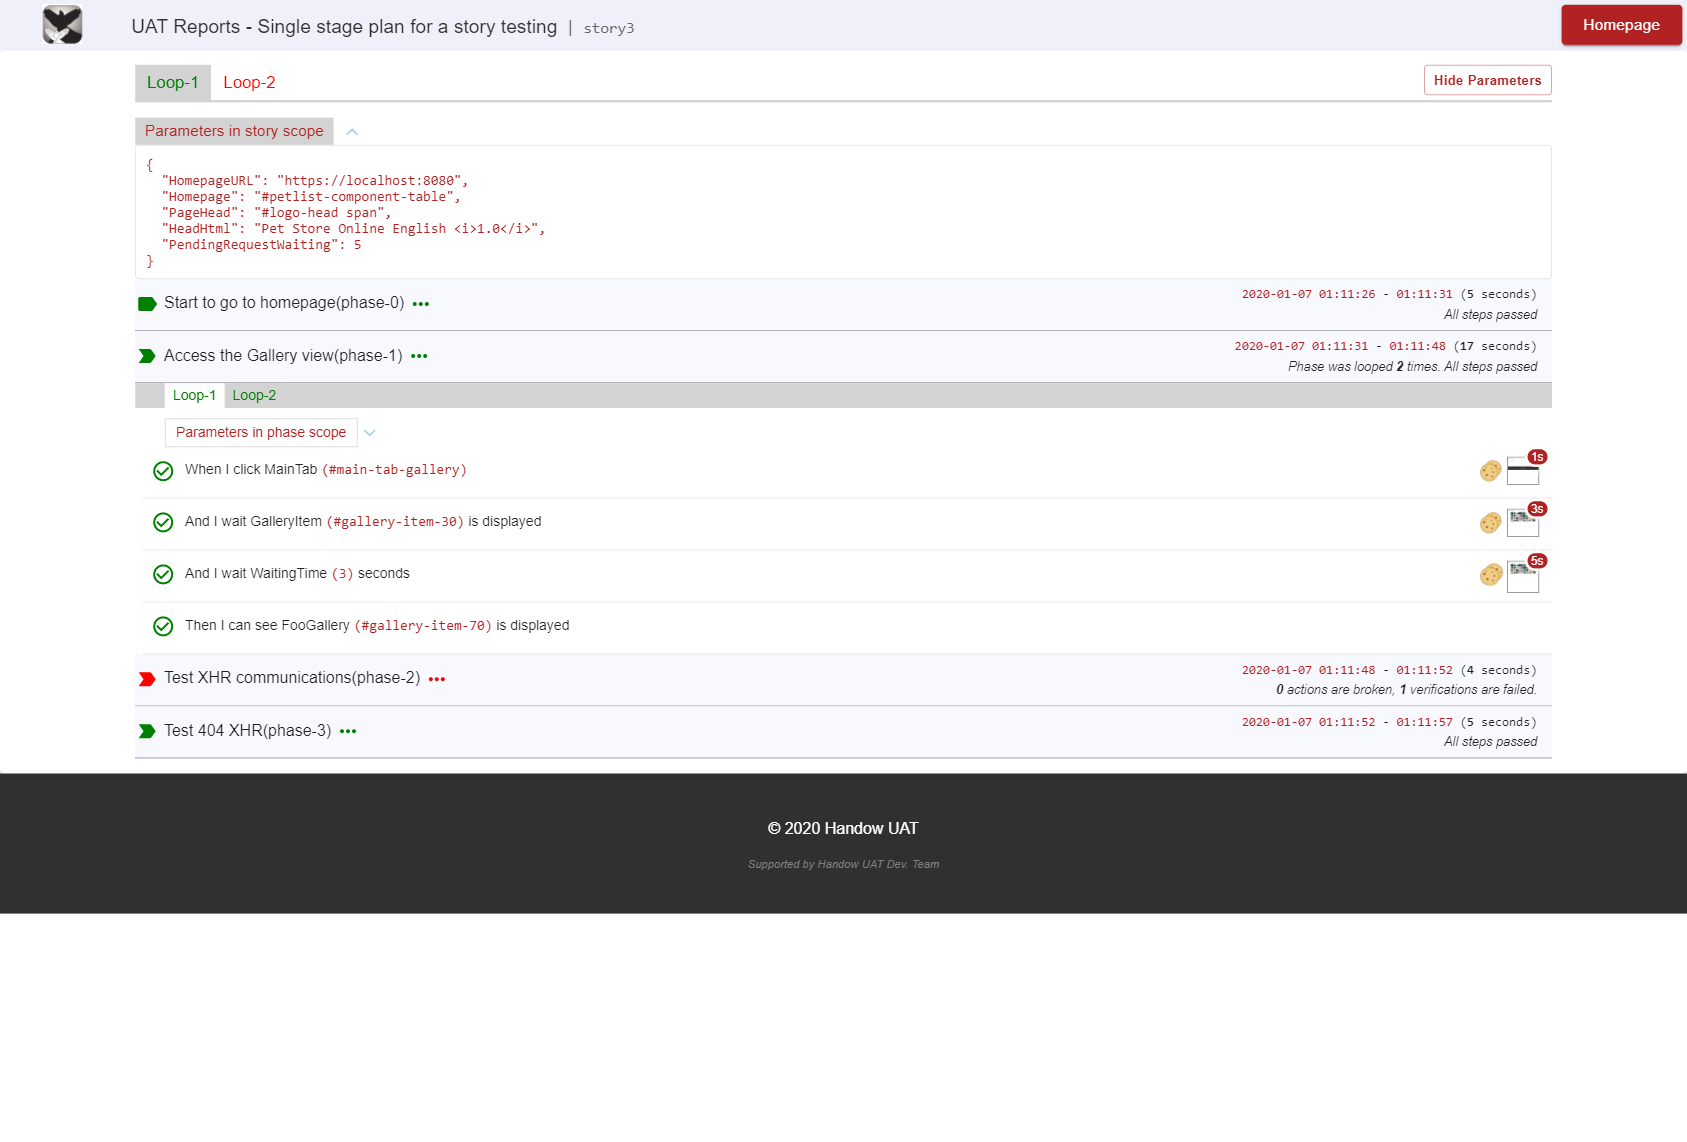 UAT Reports - Single stage plan for a story testing | story3
Homepage
Loop-1 Loop-2
Hide Parameters
Parameters in story scope
{
"HomepageURL": "https://localhost:8080",
"Homepage": "#petlist-component-table",
"PageHead": "#logo-head span",
"HeadHtml": "Pet Store Online English <i>1.0</i>",
"PendingRequestWaiting": 5
}
Start to go to homepage(phase-0) •••
2020-01-07 01:11:26 - 01:11:31 (5 seconds)
All steps passed
Access the Gallery view(phase-1) •••
2020-01-07 01:11:31 - 01:11:48 (17 seconds)
Phase was looped 2 times. All steps passed
Loop-1 Loop-2
Parameters in phase scope
When I click MainTab (#main-tab-gallery)
1s
And I wait GalleryItem (#gallery-item-30) is displayed
3s
And I wait WaitingTime (3) seconds
5s
Then I can see FooGallery (#gallery-item-70) is displayed
Test XHR communications(phase-2) •••
2020-01-07 01:11:48 - 01:11:52 (4 seconds)
0 actions are broken, 1 verifications are failed.
Test 404 XHR(phase-3) •••
2020-01-07 01:11:52 - 01:11:57 (5 seconds)
All steps passed
© 2020 Handow UAT
Supported by Handow UAT Dev. Team